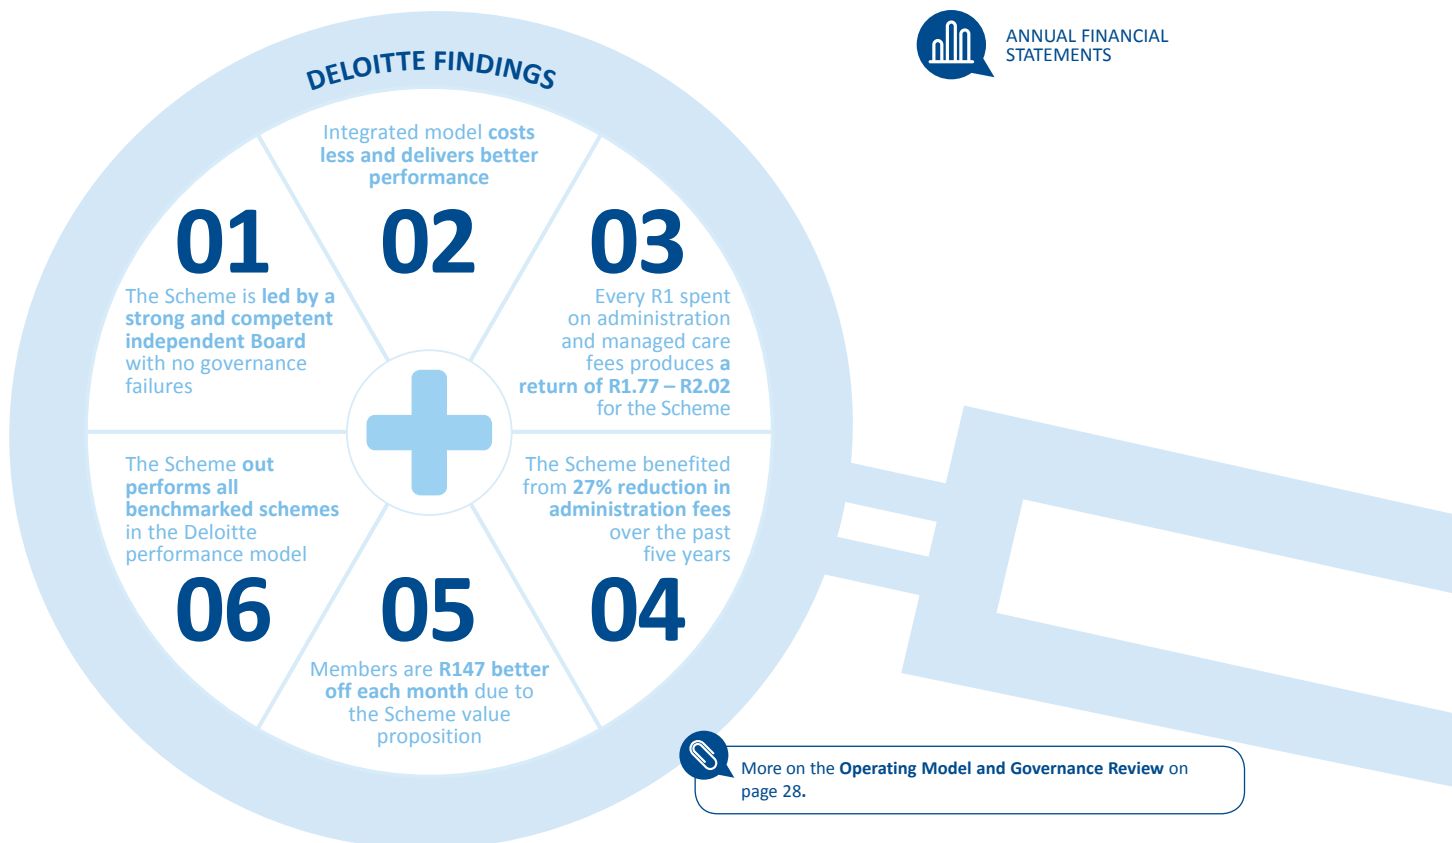 ANNUAL FINANCIAL
STATEMENTS
DELOITTE FINDINGS
01
The Scheme is led by a
strong and competent
independent Board
with no governance
failures
Integrated model costs
less and delivers better
performance
02
03
Every R1 spent
on administration
and managed care
fees produces a
return of R1.77 – R2.02
for the Scheme
The Scheme benefited
from 27% reduction in
administration fees
over the past
five years
04
05
Members are R147 better
off each month due to
the Scheme value
proposition
The Scheme out
performs all
benchmarked schemes
in the Deloitte
performance model
06
More on the Operating Model and Governance Review on
page 28.